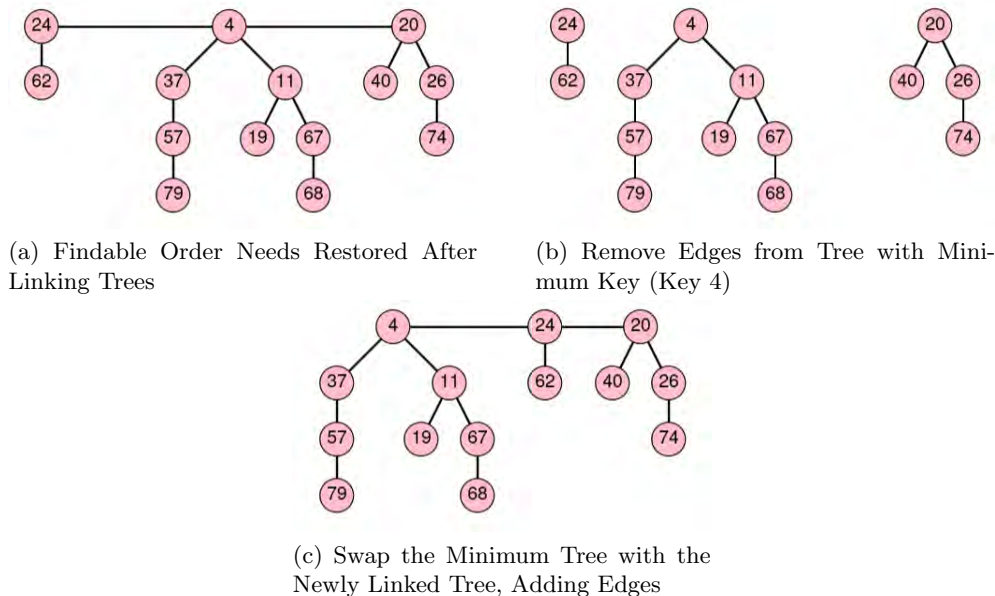 24 4 20
62 37 11 40 26
57 19 67 74
79 68
(a) Findable Order Needs Restored After
Linking Trees
24 4 20
62 37 11 40 26
57 19 67 74
79 68
(b) Remove Edges from Tree with Mini-
mum Key (Key 4)
4 24 20
37 11 62 40 26
57 19 67 74
79 68
(c) Swap the Minimum Tree with the
Newly Linked Tree, Adding Edges